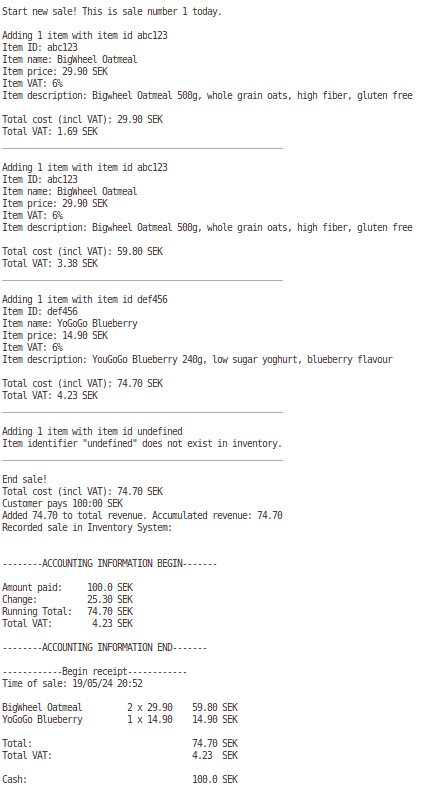 Start new sale! This is sale number 1 today.
Adding 1 item with item id abc123
Item ID: abc123
Item name: BigWheel Oatmeal
Item price: 29.90 SEK
Item VAT: 6%
Item description: Bigwheel Oatmeal 500g, whole grain oats, high fiber, gluten free
Total cost (incl VAT): 29.90 SEK
Total VAT: 1.69 SEK
Adding 1 item with item id abc123
Item ID: abc123
Item name: BigWheel Oatmeal
Item price: 29.90 SEK
Item VAT: 6%
Item description: Bigwheel Oatmeal 500g, whole grain oats, high fiber, gluten free
Total cost (incl VAT): 59.80 SEK
Total VAT: 3.38 SEK
Adding 1 item with item id def456
Item ID: def456
Item name: YoGoGo Blueberry
Item price: 14.90 SEK
Item VAT: 6%
Item description: YouGoGo Blueberry 240g, low sugar yoghurt, blueberry flavour
Total cost (incl VAT): 74.70 SEK
Total VAT: 4.23 SEK
Adding 1 item with item id undefined
Item identifier "undefined" does not exist in inventory.
End sale!
Total cost (incl VAT): 74.70 SEK
Customer pays 100:00 SEK
Added 74.70 to total revenue. Accumulated revenue: 74.70
Recorded sale in Inventory System:
--------ACCOUNTING INFORMATION BEGIN-------
Amount paid: 100.0 SEK
Change: 25.30 SEK
Running Total: 74.70 SEK
Total VAT: 4.23 SEK
--------ACCOUNTING INFORMATION END-------
------------Begin receipt------------
Time of sale: 19/05/24 20:52
BigWheel Oatmeal 2 x 29.90 59.80 SEK
YoGoGo Blueberry 1 x 14.90 14.90 SEK
Total: 74.70 SEK
Total VAT: 4.23 SEK
Cash: 100.0 SEK